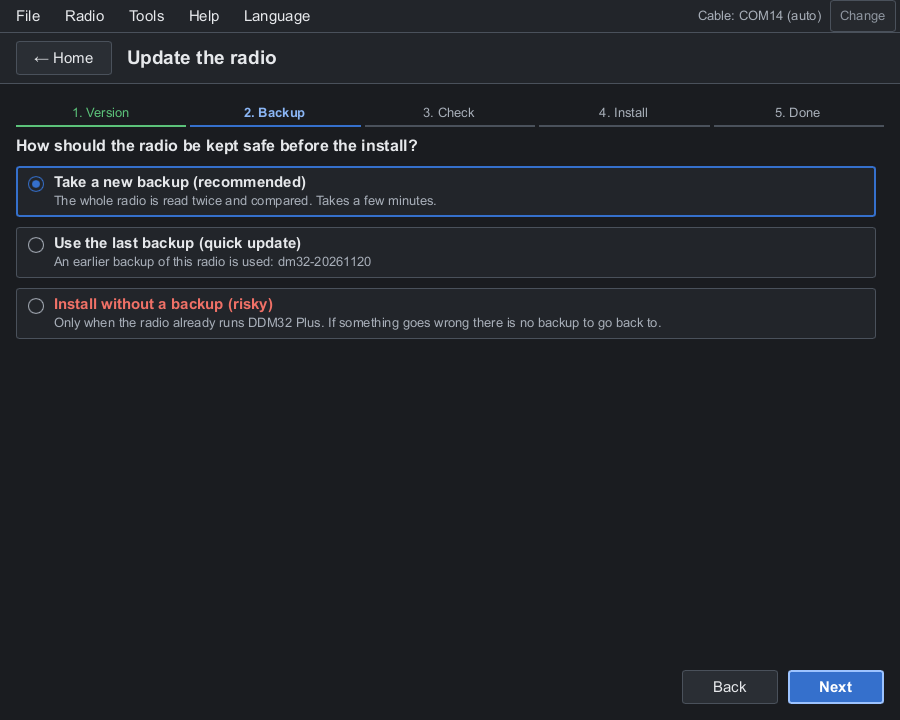 File Radio Tools Help Language Cable: COM14 (auto) Change
← Home Update the radio
1. Version 2. Backup 3. Check 4. Install 5. Done
How should the radio be kept safe before the install?
Take a new backup (recommended)
The whole radio is read twice and compared. Takes a few minutes.
Use the last backup (quick update)
An earlier backup of this radio is used: dm32-20261120
Install without a backup (risky)
Only when the radio already runs DDM32 Plus. If something goes wrong there is no backup to go back to.
Back Next